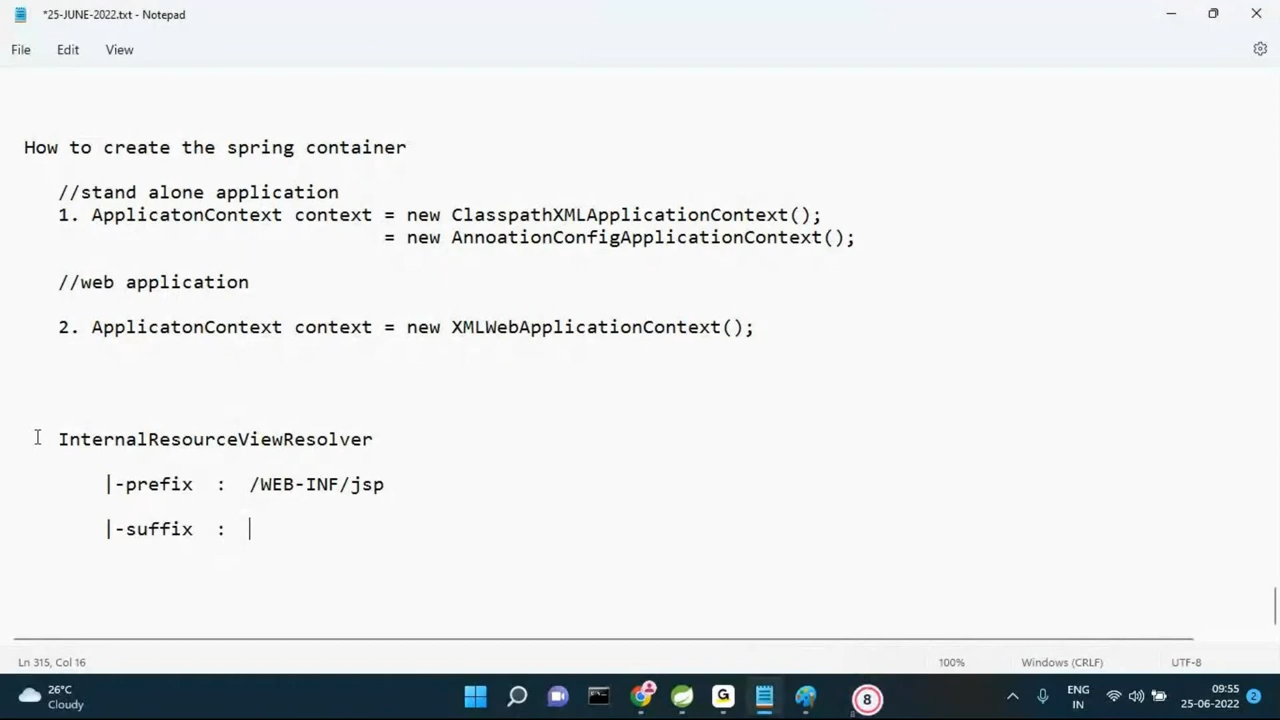 *25-JUNE-2022.txt - Notepad
File Edit View
How to create the spring container
//stand alone application
1. ApplicatonContext context = new ClasspathXMLApplicationContext();
= new AnnoationConfigApplicationContext();
//web application
2. ApplicatonContext context = new XMLWebApplicationContext();
InternalResourceViewResolver
|-prefix : /WEB-INF/jsp
|-suffix :
Ln 315, Col 16 100% Windows (CRLF) UTF-8
26°C
Cloudy
G
8
ENG
IN
09:55
25-06-2022
2